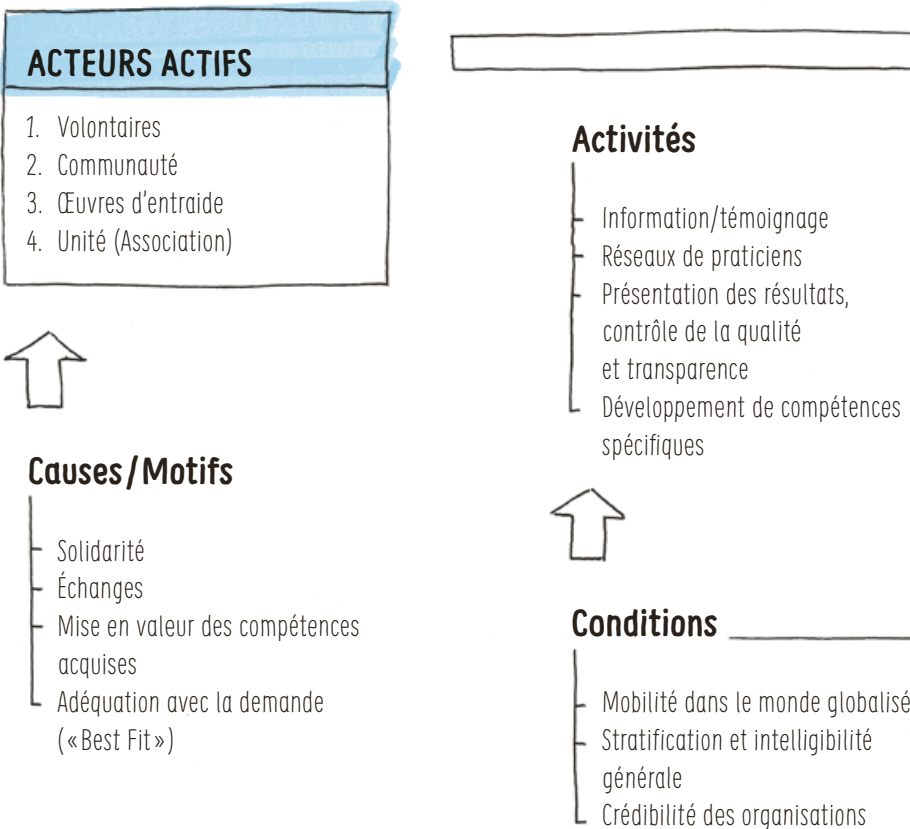 ACTEURS ACTIFS
1. Volontaires
2. Communauté
3. Œuvres d'entraide
4. Unité (Association)
Causes/Motifs
Solidarité
Échanges
Mise en valeur des compétences
acquises
Adéquation avec la demande
(«Best Fit»)
Activités
Information/témoignage
Réseaux de praticiens
Présentation des résultats,
contrôle de la qualité
et transparence
Développement de compétences
spécifiques
Conditions
Mobilité dans le monde globalisé
Stratification et intelligibilité
générale
Crédibilité des organisations